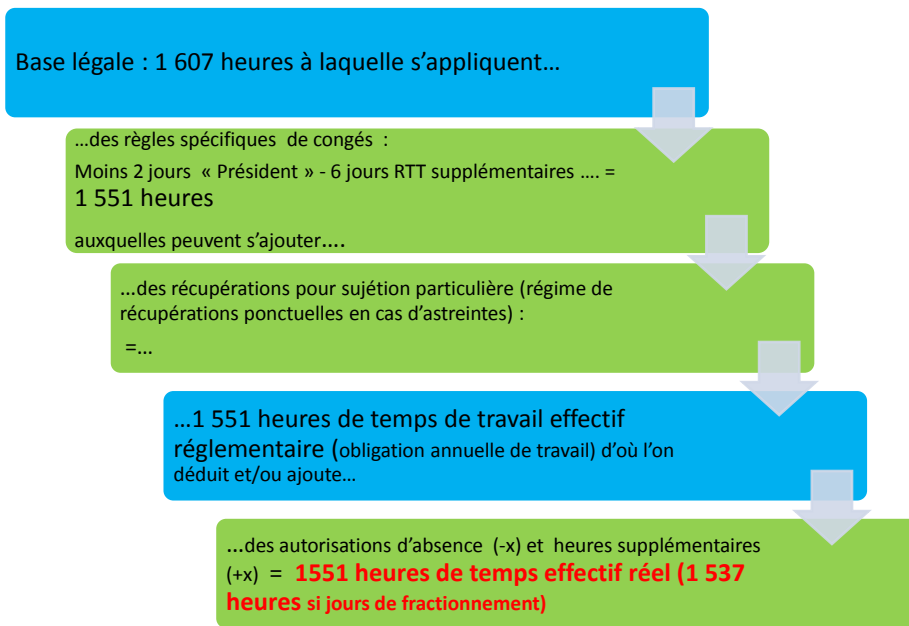 Base légale : 1 607 heures à laquelle s’appliquent…
…des règles spécifiques de congés :
Moins 2 jours « Président » - 6 jours RTT supplémentaires …. =
1 551 heures
auxquelles peuvent s’ajouter….
…des récupérations pour sujétion particulière (régime de
récupérations ponctuelles en cas d’astreintes) :
=…
…1 551 heures de temps de travail effectif
réglementaire (obligation annuelle de travail) d’où l’on
déduit et/ou ajoute…
…des autorisations d’absence (-x) et heures supplémentaires
(+x) = 1551 heures de temps effectif réel (1 537
heures si jours de fractionnement)